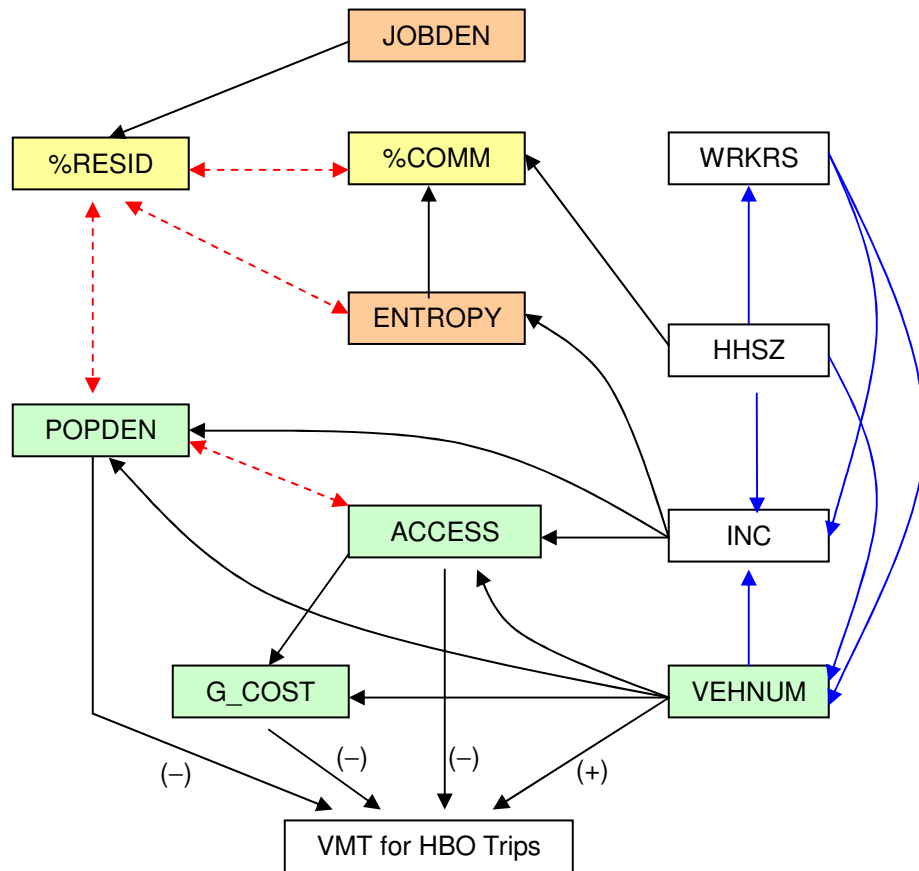 JOBDEN
%RESID
%COMM
WRKRS
ENTROPY
HHSZ
POPDEN
ACCESS
INC
G_COST
VEHNUM
(–)
(–)
(–)
(+)
VMT for HBO Trips